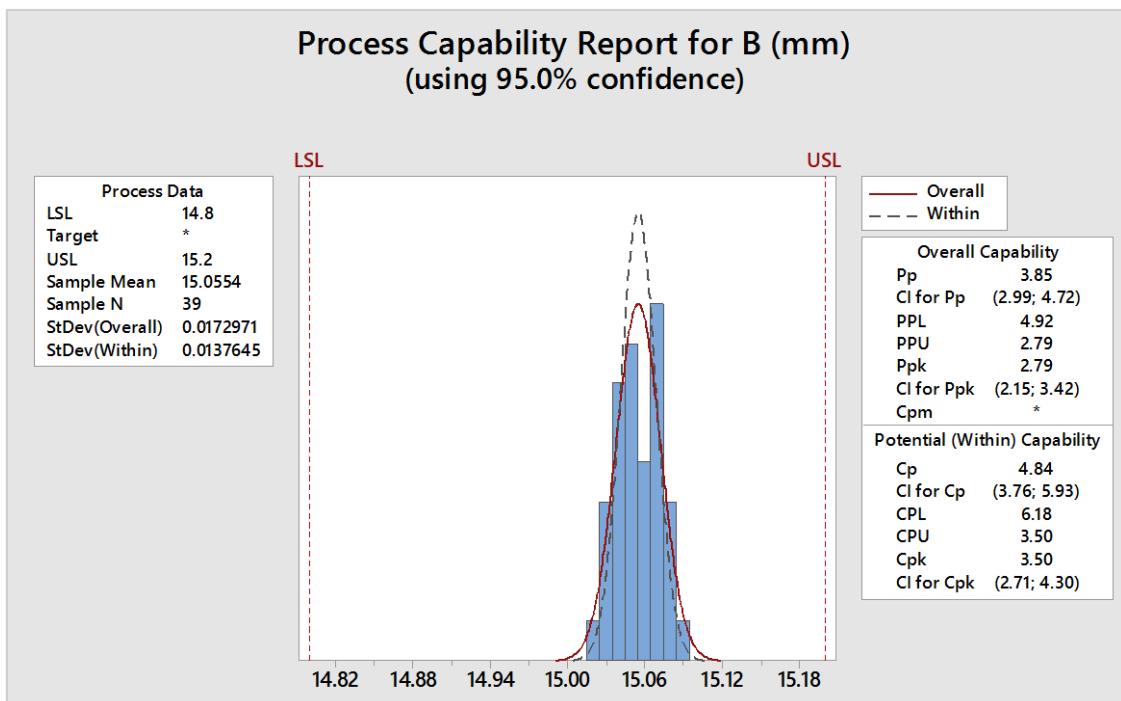 Process Capability Report for B (mm)
(using 95.0% confidence)
LSL
USL
Process Data
LSL 14.8
Target *
USL 15.2
Sample Mean 15.0554
Sample N 39
StDev(Overall) 0.0172971
StDev(Within) 0.0137645
Overall
Within
Overall Capability
Pp 3.85
CI for Pp (2.99; 4.72)
PPL 4.92
PPU 2.79
Ppk 2.79
CI for Ppk (2.15; 3.42)
Cpm *
Potential (Within) Capability
Cp 4.84
CI for Cp (3.76; 5.93)
CPL 6.18
CPU 3.50
Cpk 3.50
CI for Cpk (2.71; 4.30)
14.82 14.88 14.94 15.00 15.06 15.12 15.18